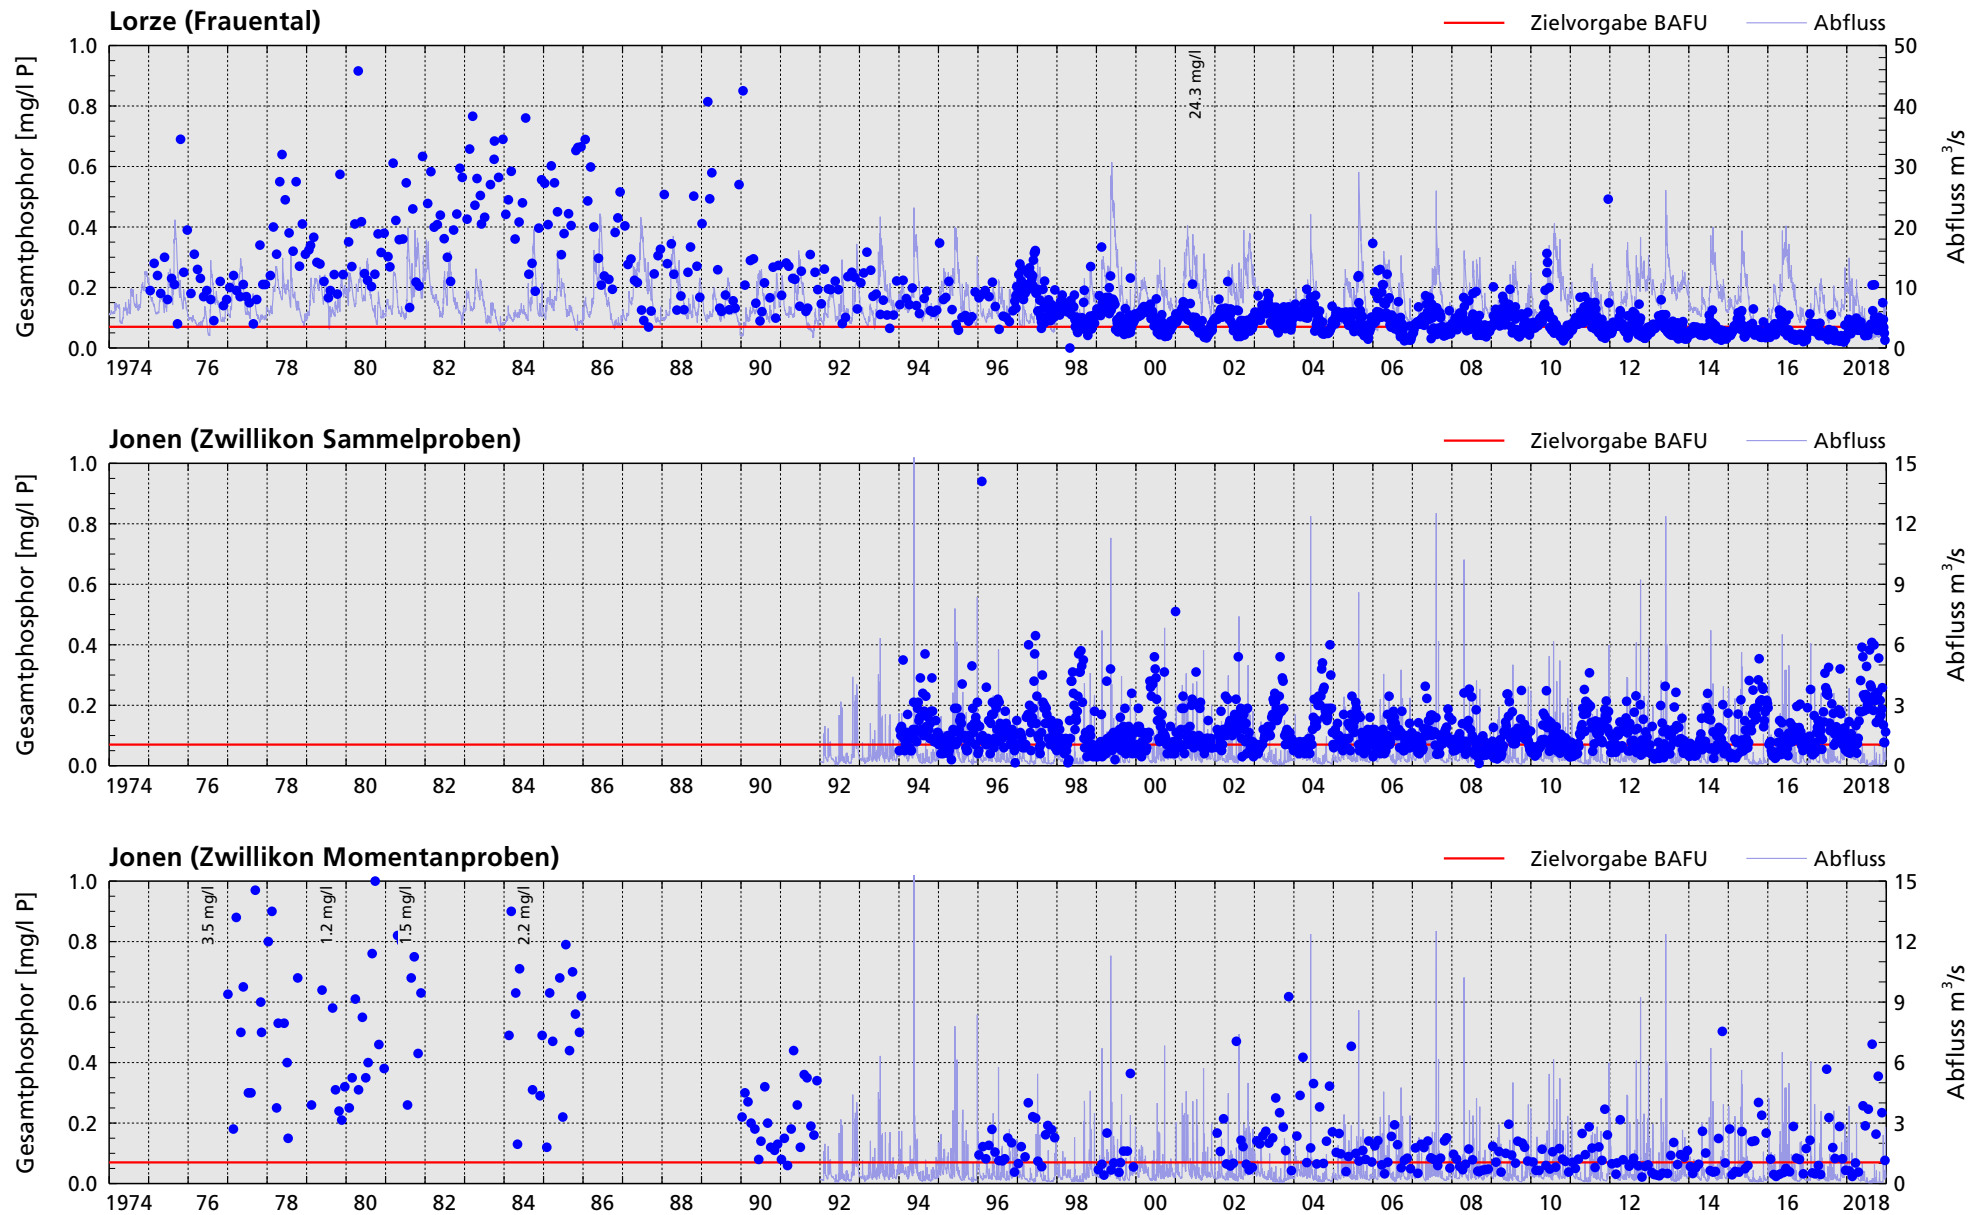 Lorze (Frauental)
Zielvorgabe BAFU
Abfluss
Gesamtphosphor [mg/l P]
1.0
0.8
0.6
0.4
0.2
0.0
24.3 mg/l
50
40
30
20
10
0
Abfluss m³/s
1974 76 78 80 82 84 86 88 90 92 94 96 98 00 02 04 06 08 10 12 14 16 2018
Jonen (Zwillikon Sammelproben)
Zielvorgabe BAFU
Abfluss
Gesamtphosphor [mg/l P]
1.0
0.8
0.6
0.4
0.2
0.0
15
12
9
6
3
0
Abfluss m³/s
1974 76 78 80 82 84 86 88 90 92 94 96 98 00 02 04 06 08 10 12 14 16 2018
Jonen (Zwillikon Momentanproben)
Zielvorgabe BAFU
Abfluss
Gesamtphosphor [mg/l P]
1.0
0.8
0.6
0.4
0.2
0.0
3.5 mg/l
1.2 mg/l
1.5 mg/l
2.2 mg/l
15
12
9
6
3
0
Abfluss m³/s
1974 76 78 80 82 84 86 88 90 92 94 96 98 00 02 04 06 08 10 12 14 16 2018